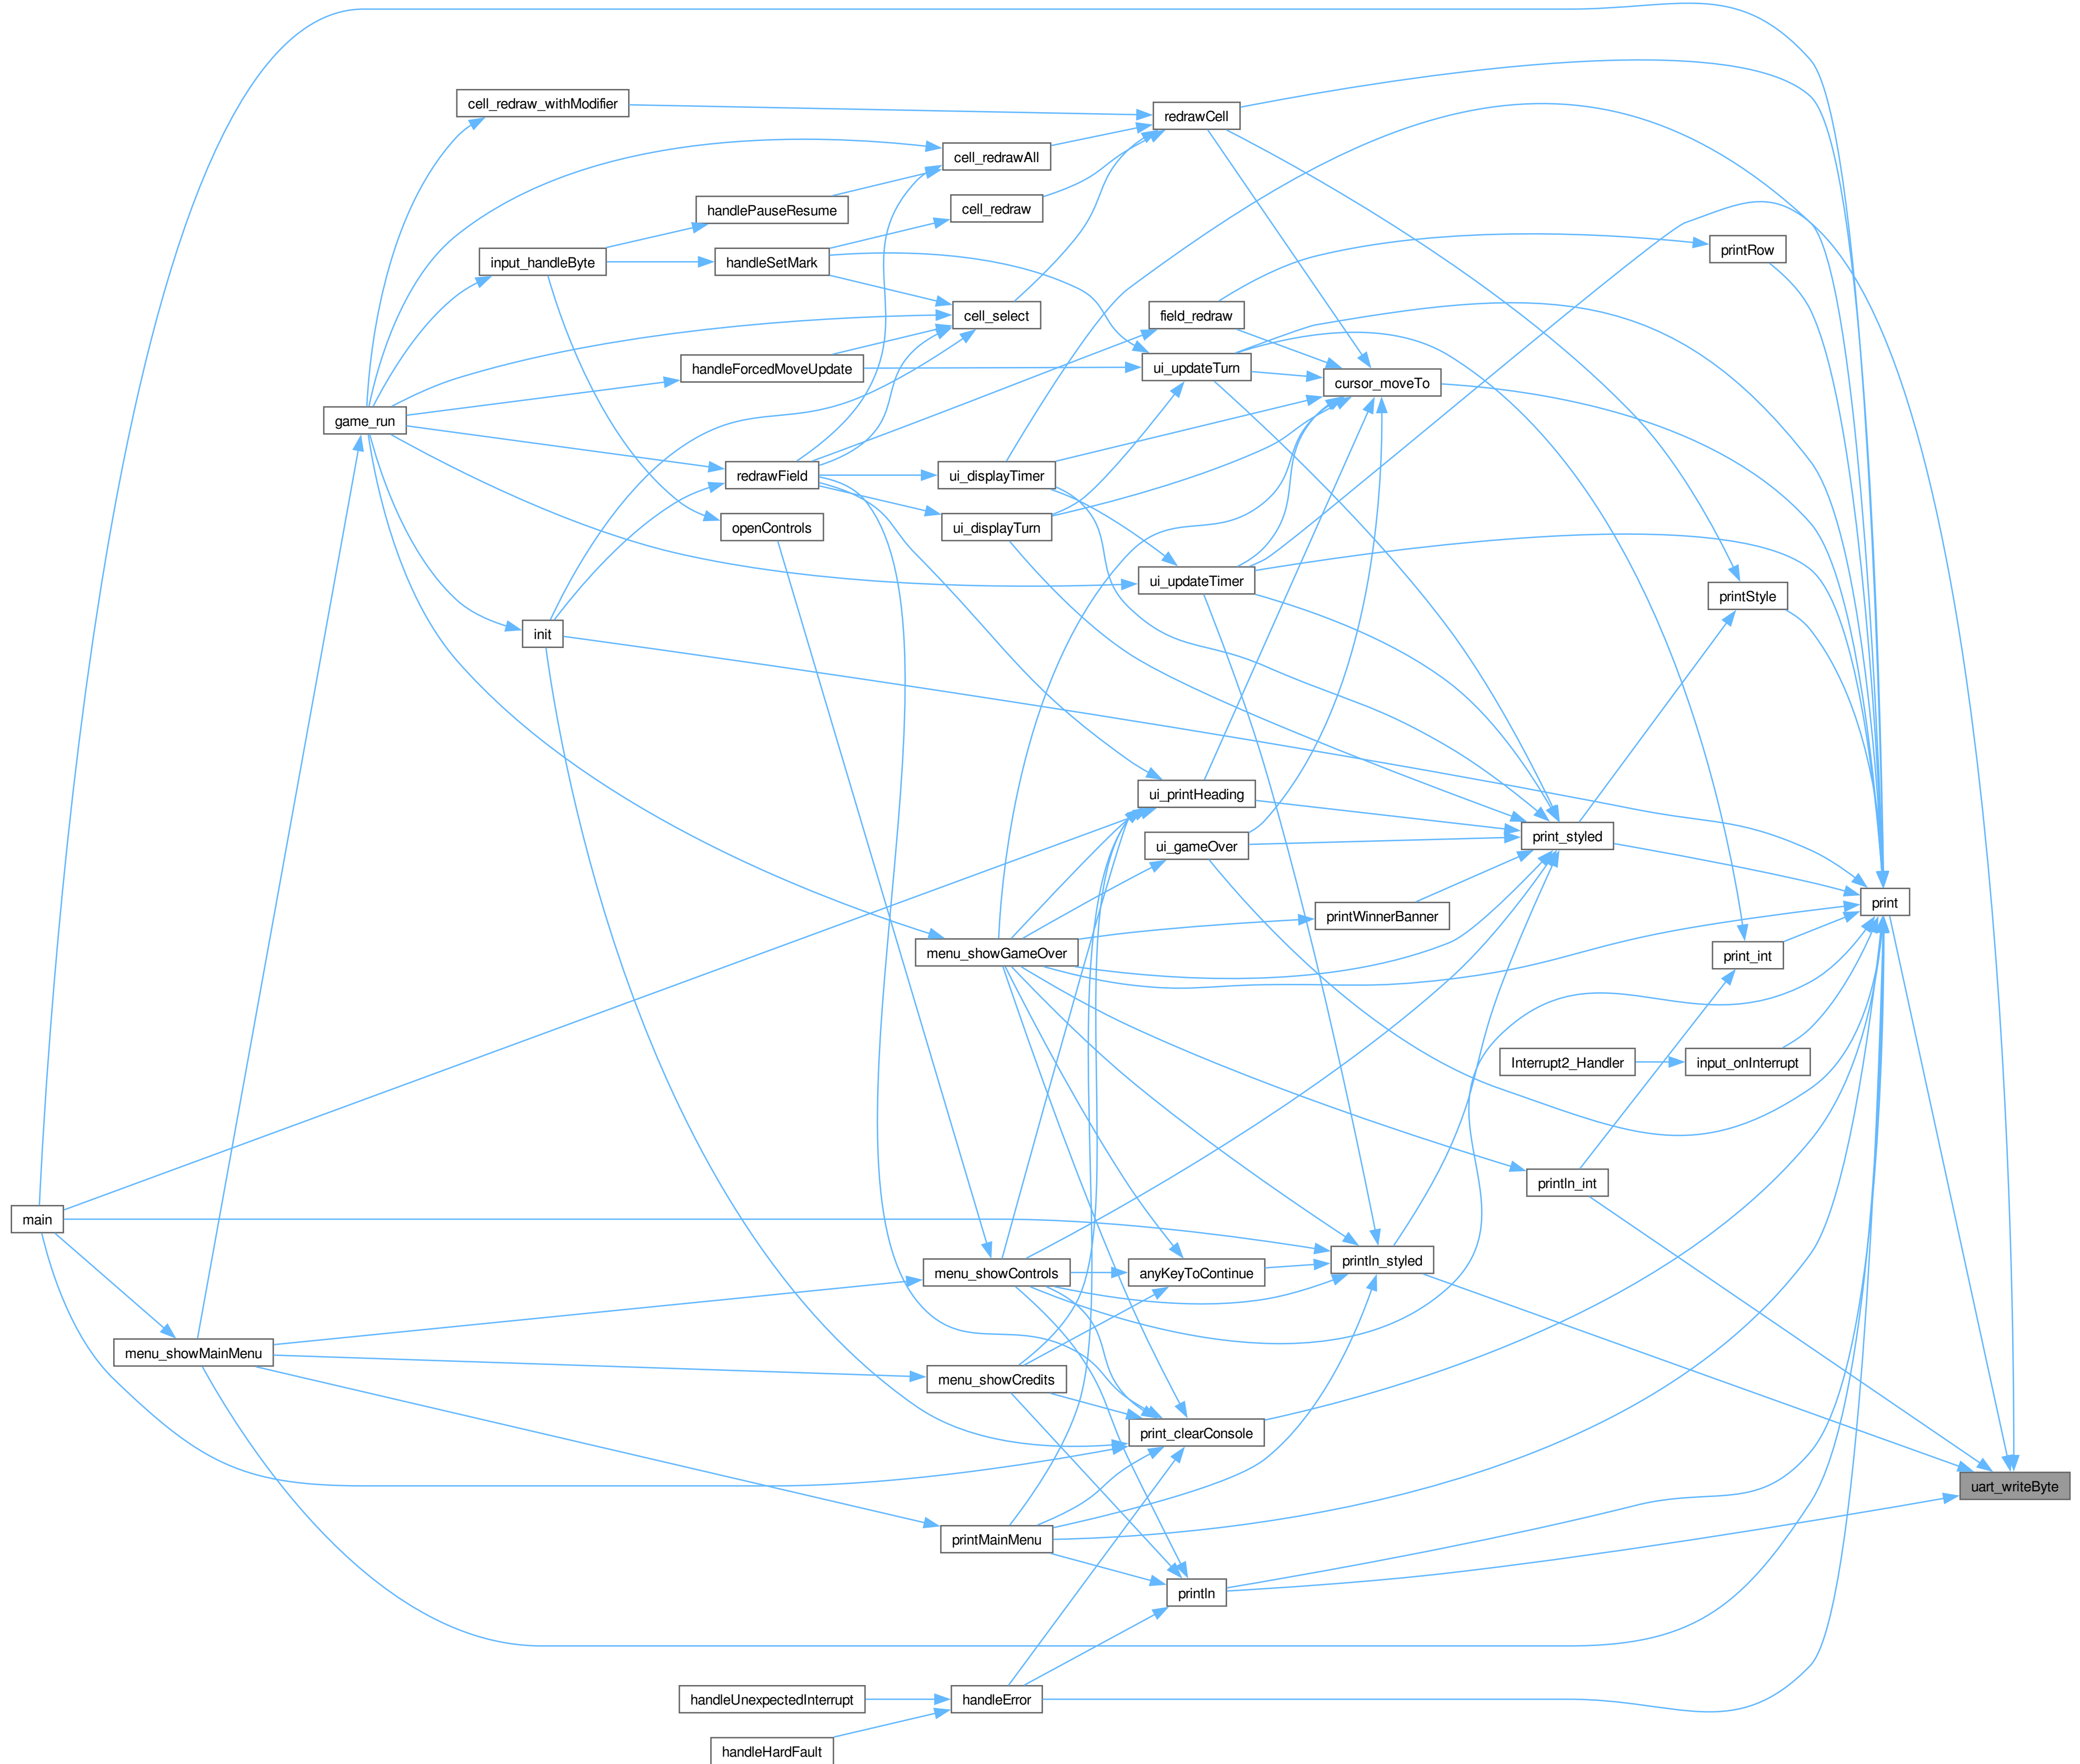 cell_redraw_withModifier
redrawCell
cell_redrawAll
handlePauseResume
cell_redraw
printRow
input_handleByte
handleSetMark
cell_select
field_redraw
handleForcedMoveUpdate
ui_updateTurn
cursor_moveTo
game_run
redrawField
ui_displayTimer
openControls
ui_displayTurn
ui_updateTimer
printStyle
init
ui_printHeading
print_styled
ui_gameOver
print
printWinnerBanner
menu_showGameOver
print_int
Interrupt2_Handler
input_onInterrupt
println_int
main
println_styled
menu_showControls
anyKeyToContinue
menu_showMainMenu
menu_showCredits
print_clearConsole
uart_writeByte
printMainMenu
println
handleUnexpectedInterrupt
handleError
handleHardFault